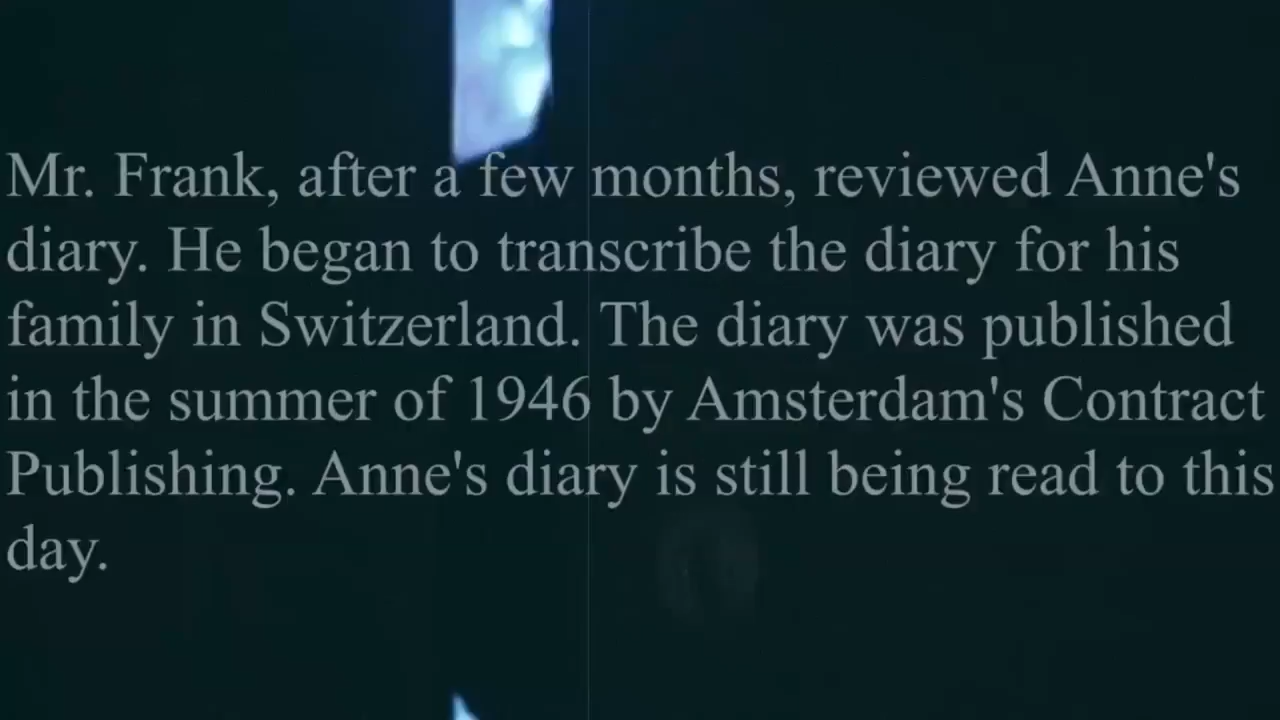 Mr. Frank, after a few months, reviewed Anne's
diary. He began to transcribe the diary for his
family in Switzerland. The diary was published
in the summer of 1946 by Amsterdam's Contract
Publishing. Anne's diary is still being read to this
day.